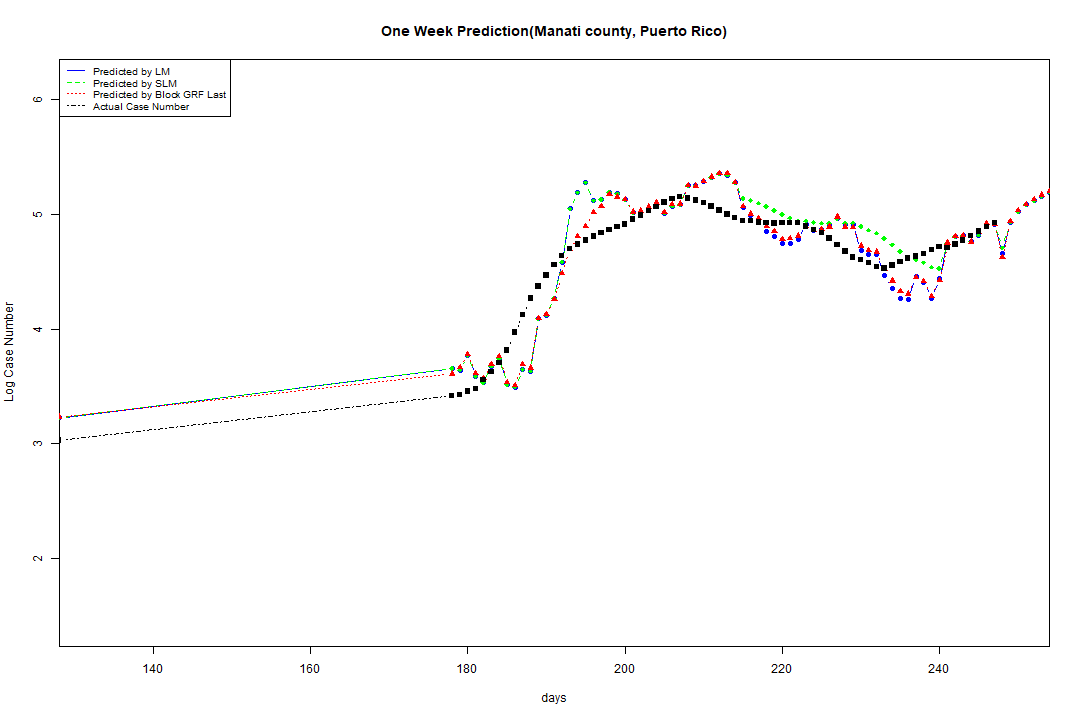 One Week Prediction(Manati county, Puerto Rico)
Predicted by LM
Predicted by SLM
Predicted by Block GRF Last
Actual Case Number
6
5
4
3
2
Log Case Number
140 160 180 200 220 240
days